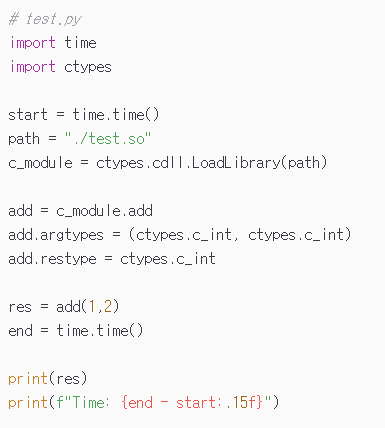 # test.py
import time
import ctypes

start = time.time()
path = "./test.so"
c_module = ctypes.cdll.LoadLibrary(path)

add = c_module.add
add.argtypes = (ctypes.c_int, ctypes.c_int)
add.restype = ctypes.c_int

res = add(1,2)
end = time.time()

print(res)
print(f"Time: {end - start:.15f}")